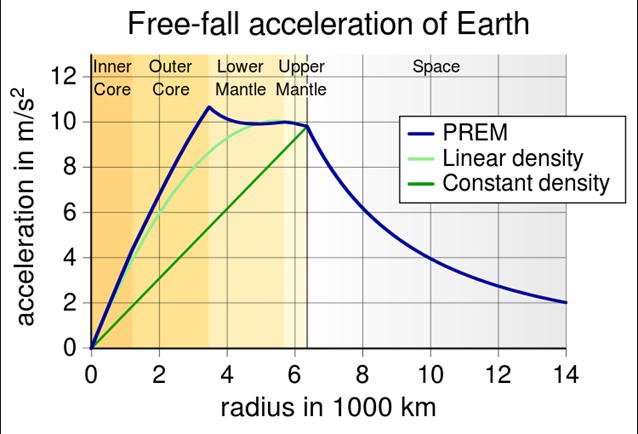 Free-fall acceleration of Earth
Inner Outer Lower Upper Space
Core Core Mantle Mantle
acceleration in m/s²
12
10
8
6
4
2
0
PREM
Linear density
Constant density
0 2 4 6 8 10 12 14
radius in 1000 km